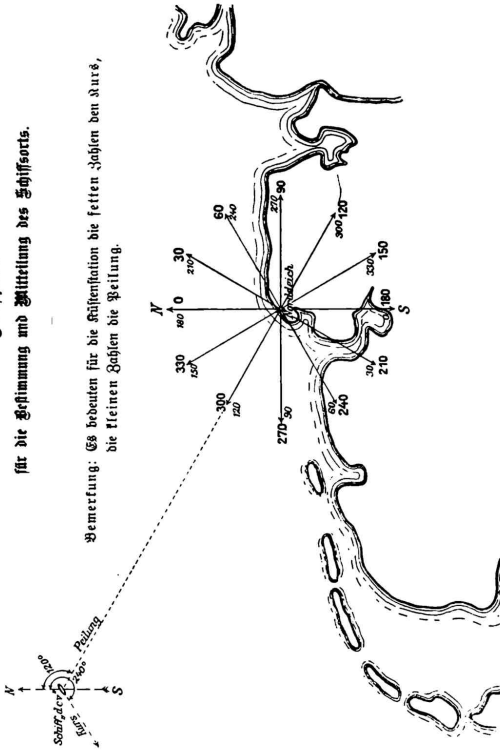 für die Bestimmung und Mitteilung des Schiffsorts.
Bemerkung: Es bedeuten für die Küstenstation die fetten Zahlen den Kurs,
die kleinen Zahlen die Peilung.
N
Schiff
120°
240°
Peilung
Kurs
S
N
180 0
30
210
60
240
270
90
300
120
330
150
180
S
30
210
60
240
270
90
300
120
330
150
Norddeich